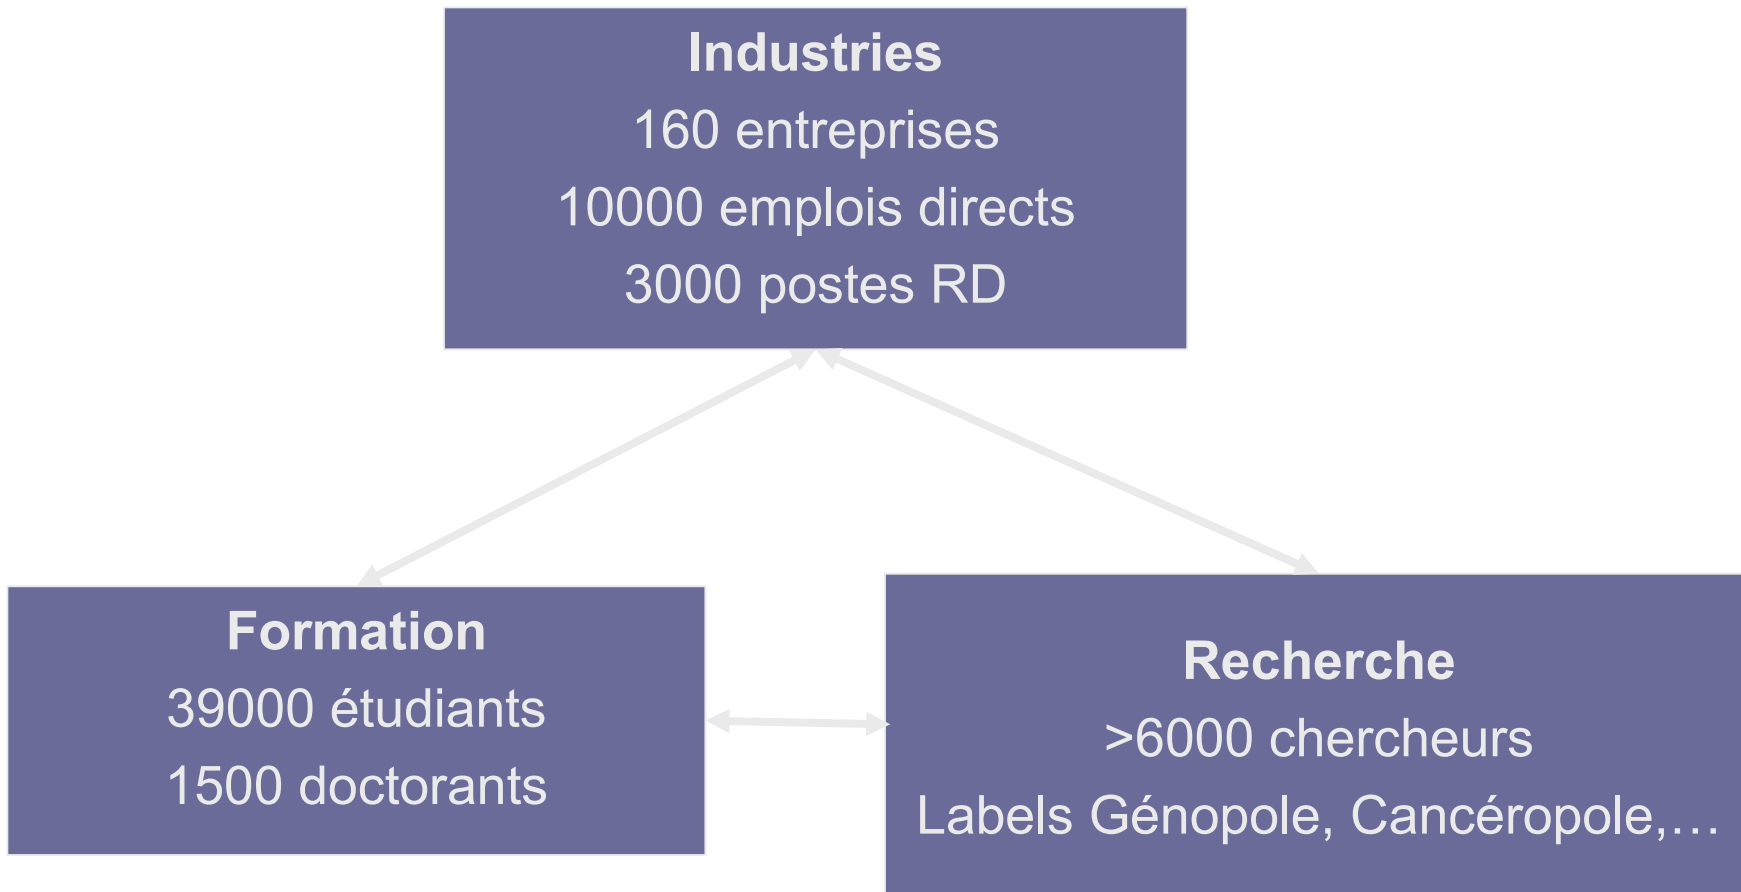 Industries
160 entreprises
10000 emplois directs
3000 postes RD
Formation
39000 étudiants
1500 doctorants
Recherche
>6000 chercheurs
Labels Génopole, Cancéropole,…